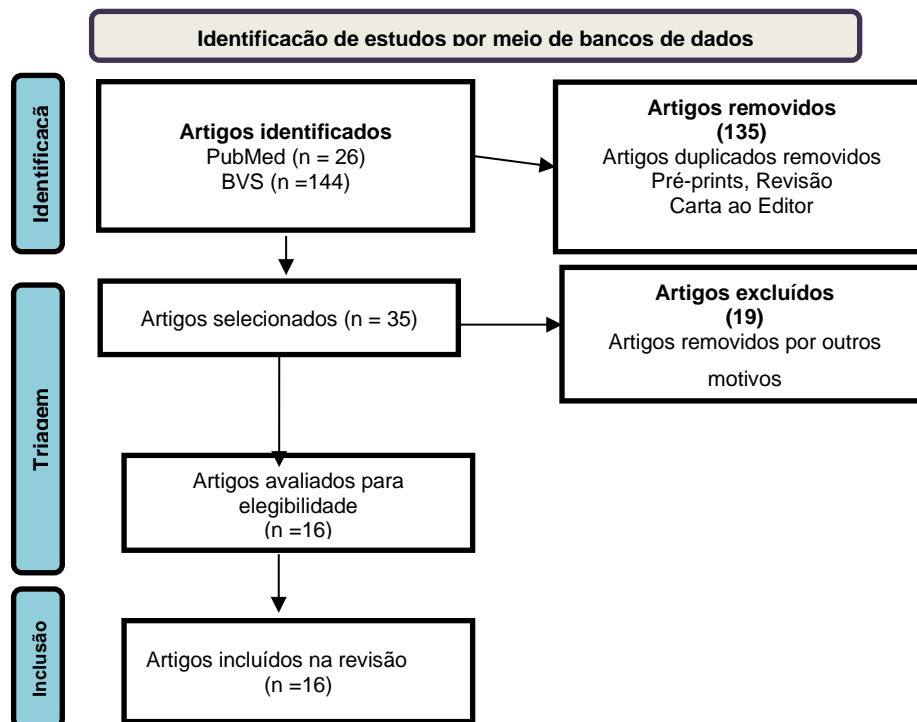 Identificação de estudos por meio de bancos de dados
Identificaçã
Artigos identificados
PubMed (n = 26)
BVS (n =144)
Artigos removidos
(135)
Artigos duplicados removidos
Pré-prints, Revisão
Carta ao Editor
Triagem
Artigos selecionados (n = 35)
Artigos excluídos
(19)
Artigos removidos por outros
motivos
Artigos avaliados para
elegibilidade
(n =16)
Inclusão
Artigos incluídos na revisão
(n =16)